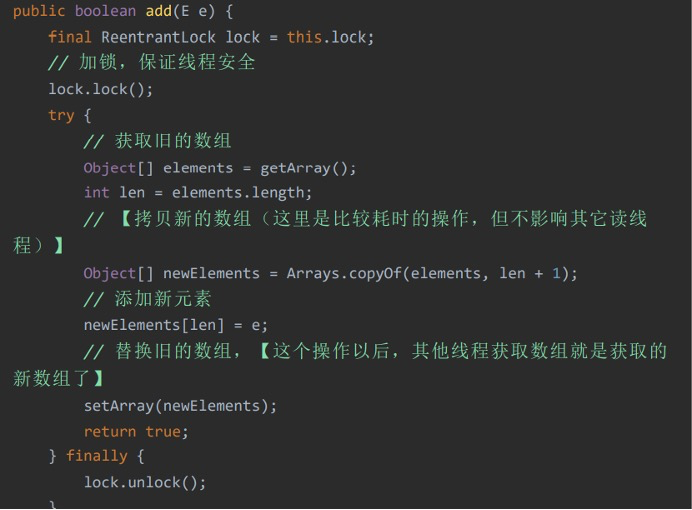 public boolean add(E e) {
    final ReentrantLock lock = this.lock;
    // 加锁，保证线程安全
    lock.lock();
    try {
        // 获取旧的数组
        Object[] elements = getArray();
        int len = elements.length;
        // 【拷贝新的数组（这里是比较耗时的操作，但不影响其它读线
程）】
        Object[] newElements = Arrays.copyOf(elements, len + 1);
        // 添加新元素
        newElements[len] = e;
        // 替换旧的数组，【这个操作以后，其他线程获取数组就是获取的
新数组了】
        setArray(newElements);
        return true;
    } finally {
        lock.unlock();
    }